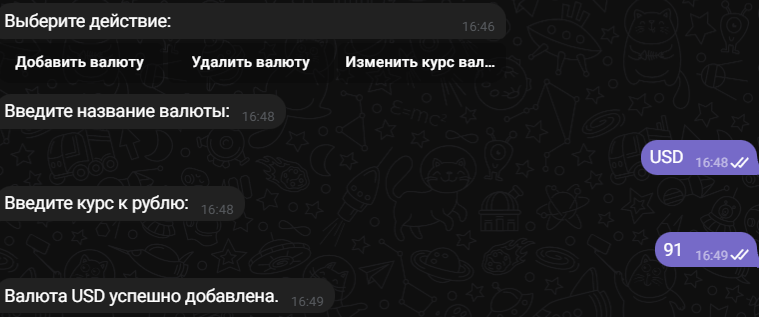 Выберите действие: 16:46
Добавить валюту Удалить валюту Изменить курс вал...
Введите название валюты: 16:48
USD 16:48
Введите курс к рублю: 16:48
91 16:49
Валюта USD успешно добавлена. 16:49